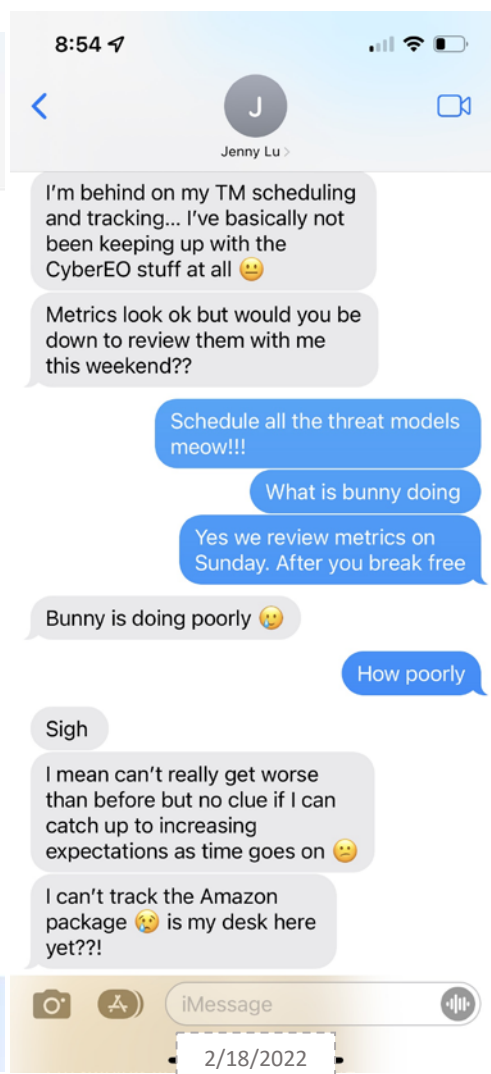 8:54
J
Jenny Lu
I’m behind on my TM scheduling
and tracking... I’ve basically not
been keeping up with the
CyberEO stuff at all 😐
Metrics look ok but would you be
down to review them with me
this weekend??
Schedule all the threat models
meow!!!
What is bunny doing
Yes we review metrics on
Sunday. After you break free
Bunny is doing poorly 🥲
How poorly
Sigh
I mean can’t really get worse
than before but no clue if I can
catch up to increasing
expectations as time goes on 😕
I can’t track the Amazon
package 😢 is my desk here
yet??!
iMessage
2/18/2022